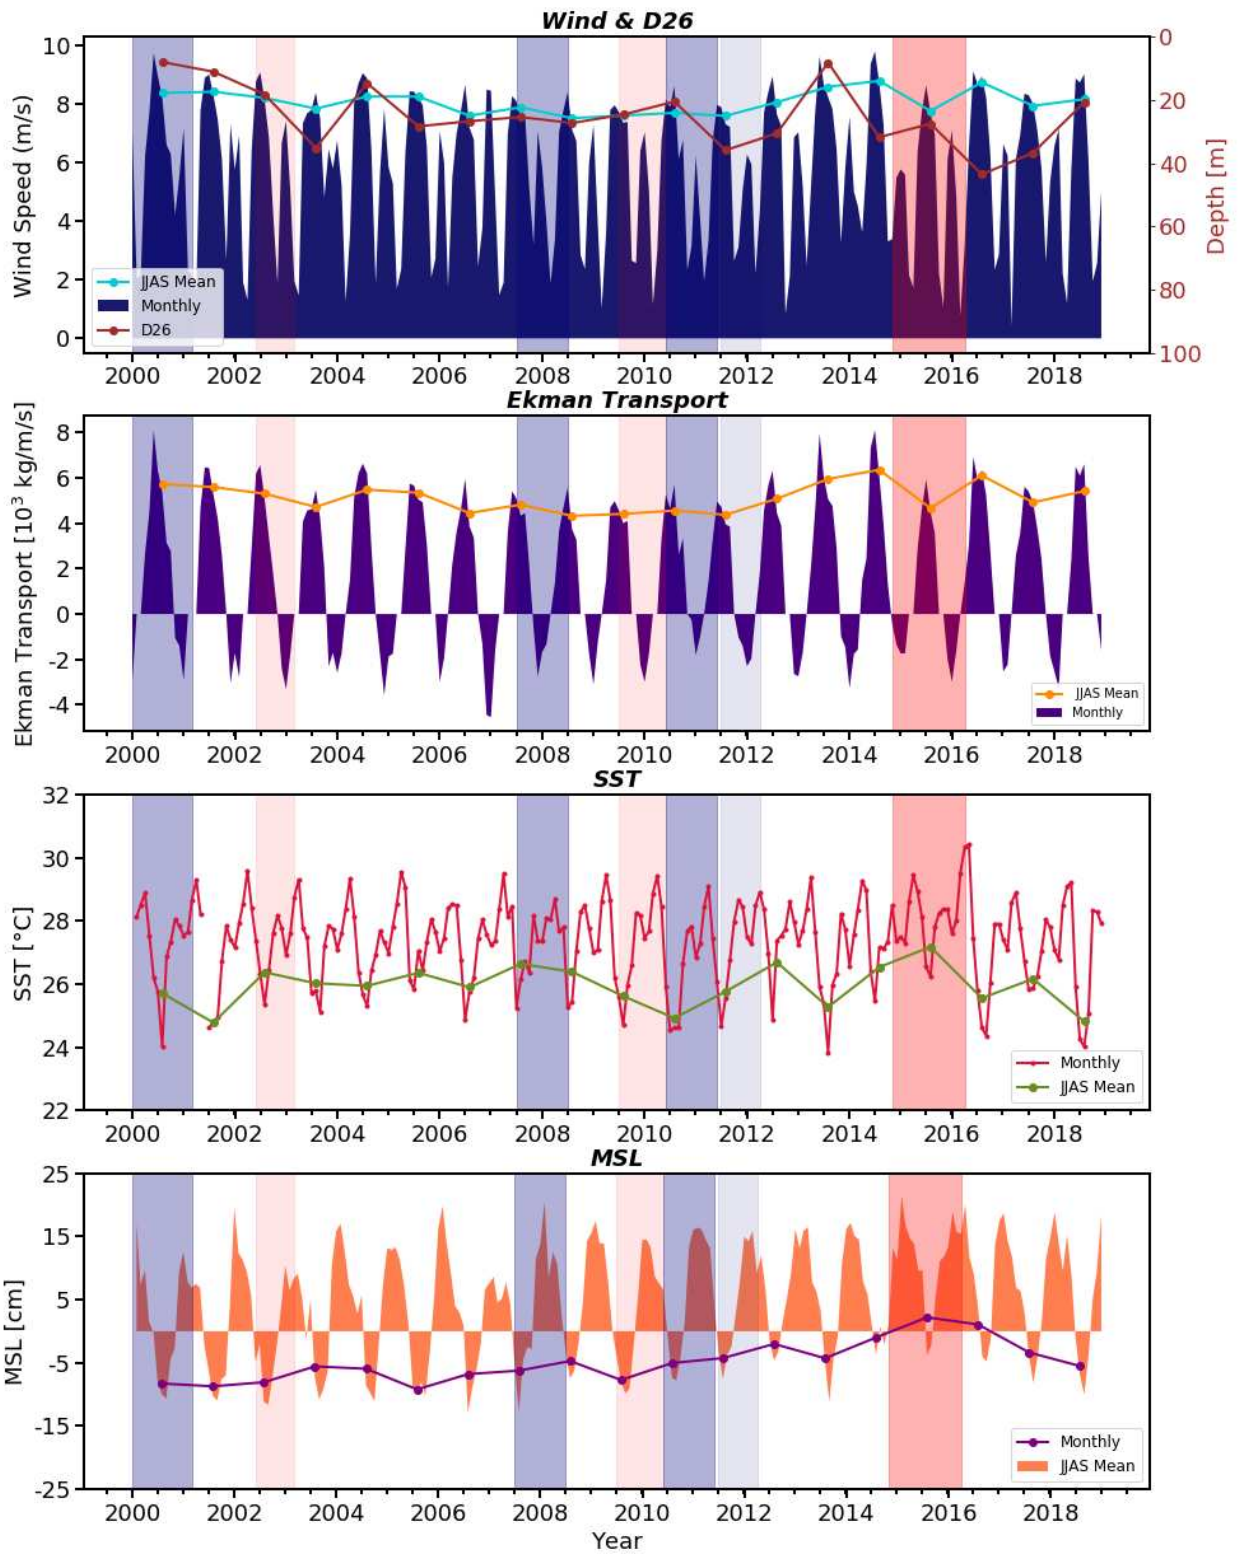 Wind & D26
Wind Speed (m/s)
10
8
6
4
2
0
0
20
40
60
80
100
Depth [m]
JJAS Mean
Monthly
D26
2000 2002 2004 2006 2008 2010 2012 2014 2016 2018
Ekman Transport
Ekman Transport [10³ kg/m/s]
8
6
4
2
0
-2
-4
JJAS Mean
Monthly
2000 2002 2004 2006 2008 2010 2012 2014 2016 2018
SST
SST [°C]
32
30
28
26
24
22
Monthly
JJAS Mean
2000 2002 2004 2006 2008 2010 2012 2014 2016 2018
MSL
MSL [cm]
25
15
5
-5
-15
-25
Monthly
JJAS Mean
2000 2002 2004 2006 2008 2010 2012 2014 2016 2018
Year